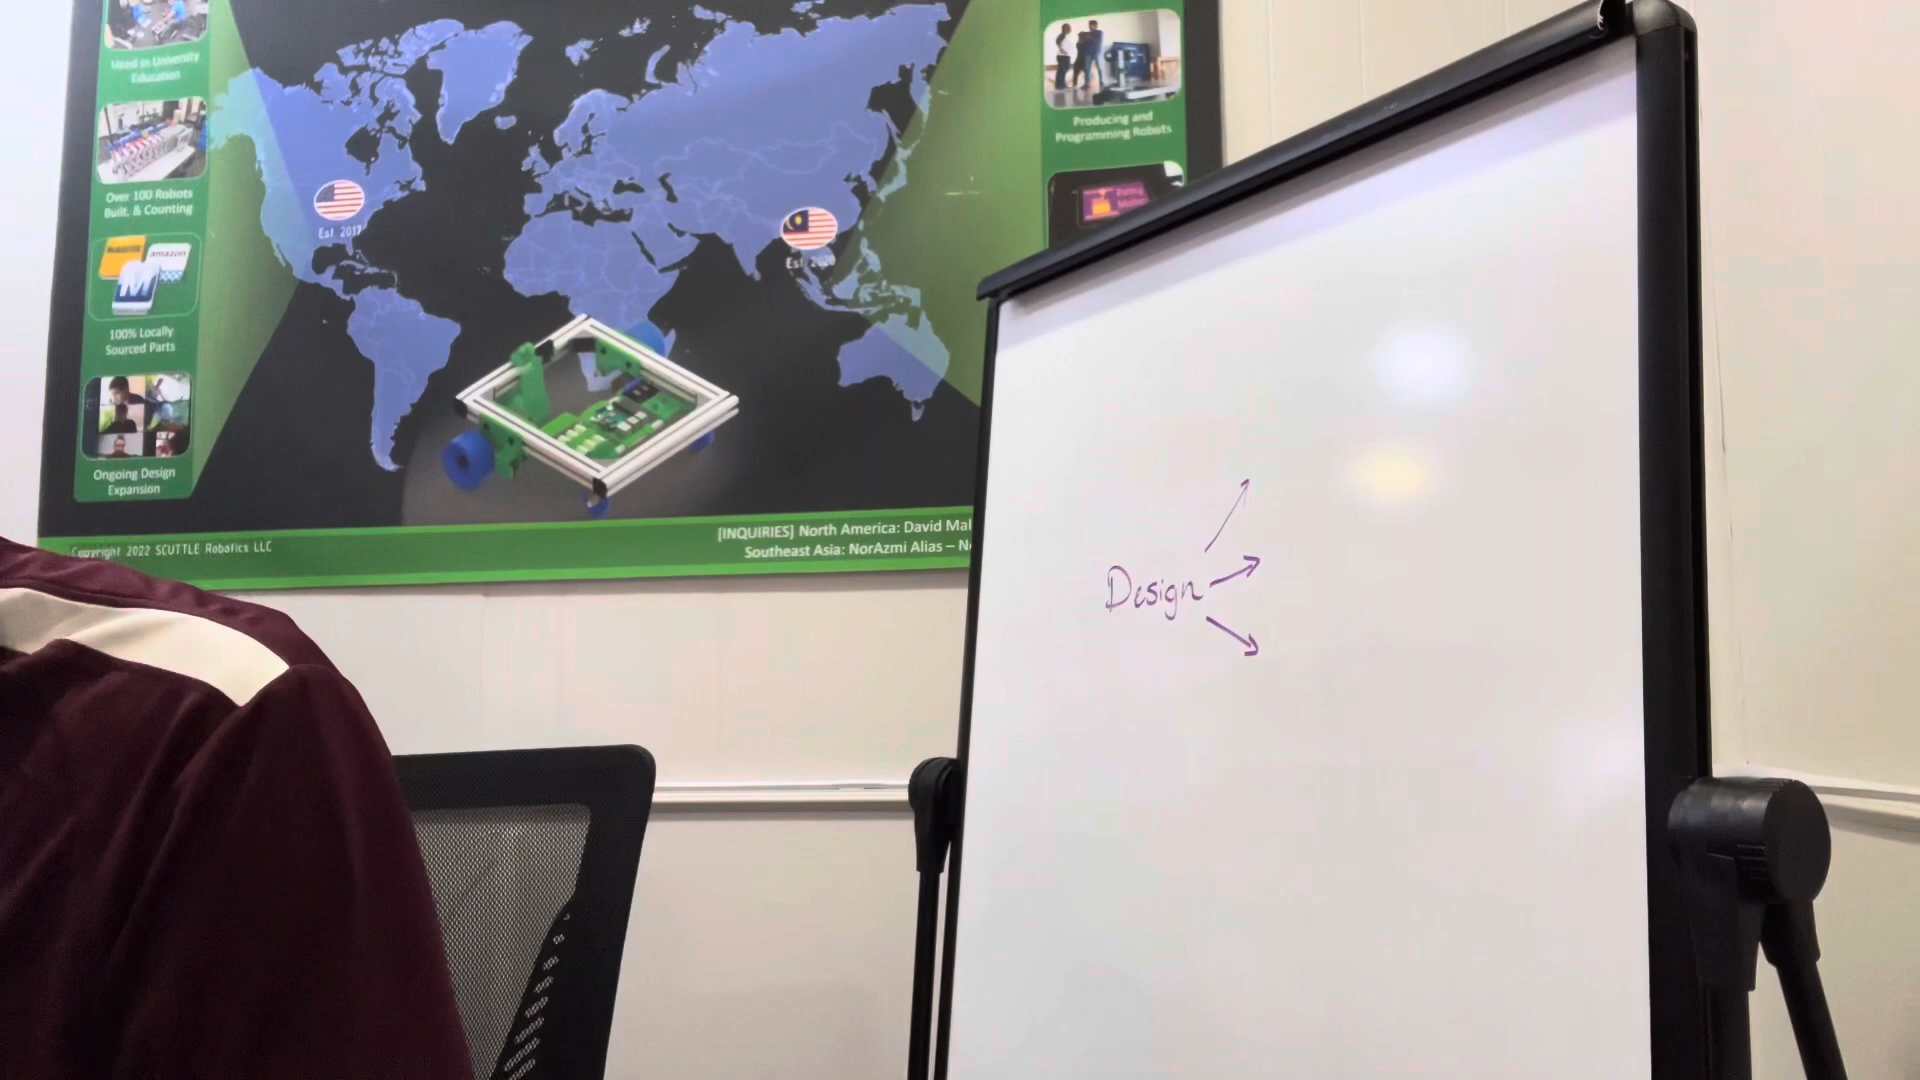 Used in University
Education
Over 100 Robots
Built, & Counting
amazon
M
100% Locally
Sourced Parts
Ongoing Design
Expansion
Est 2017
Est 2020
Producing and
Programming Robots
[INQUIRIES] North America: David Mal
Southeast Asia: NorAzmi Alias – N
Copyright 2022 SCUTTLE Robotics LLC
Design